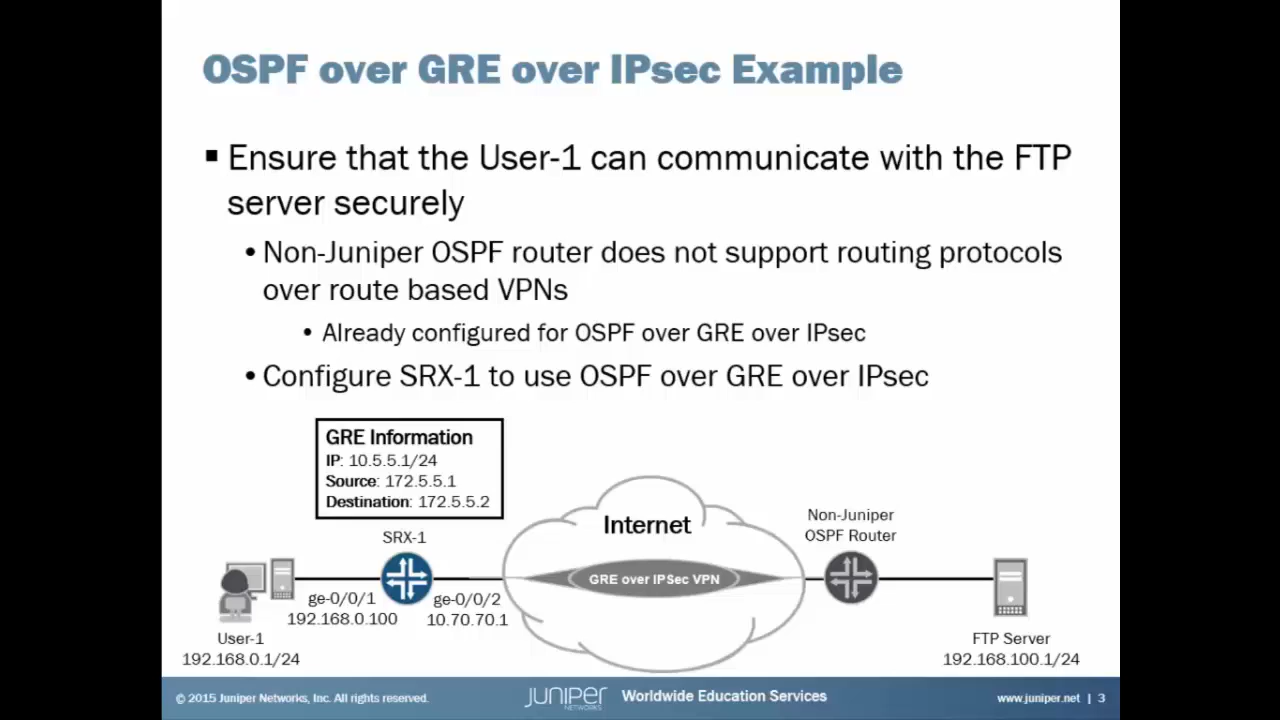 OSPF over GRE over IPsec Example
▪ Ensure that the User-1 can communicate with the FTP
server securely
• Non-Juniper OSPF router does not support routing protocols
over route based VPNs
• Already configured for OSPF over GRE over IPsec
• Configure SRX-1 to use OSPF over GRE over IPsec
GRE Information
IP: 10.5.5.1/24
Source: 172.5.5.1
Destination: 172.5.5.2
SRX-1
Internet
Non-Juniper
OSPF Router
GRE over IPSec VPN
ge-0/0/1
192.168.0.100
ge-0/0/2
10.70.70.1
User-1
192.168.0.1/24
FTP Server
192.168.100.1/24
© 2015 Juniper Networks, Inc. All rights reserved.
JUNIPER
NETWORKS
Worldwide Education Services
www.juniper.net | 3